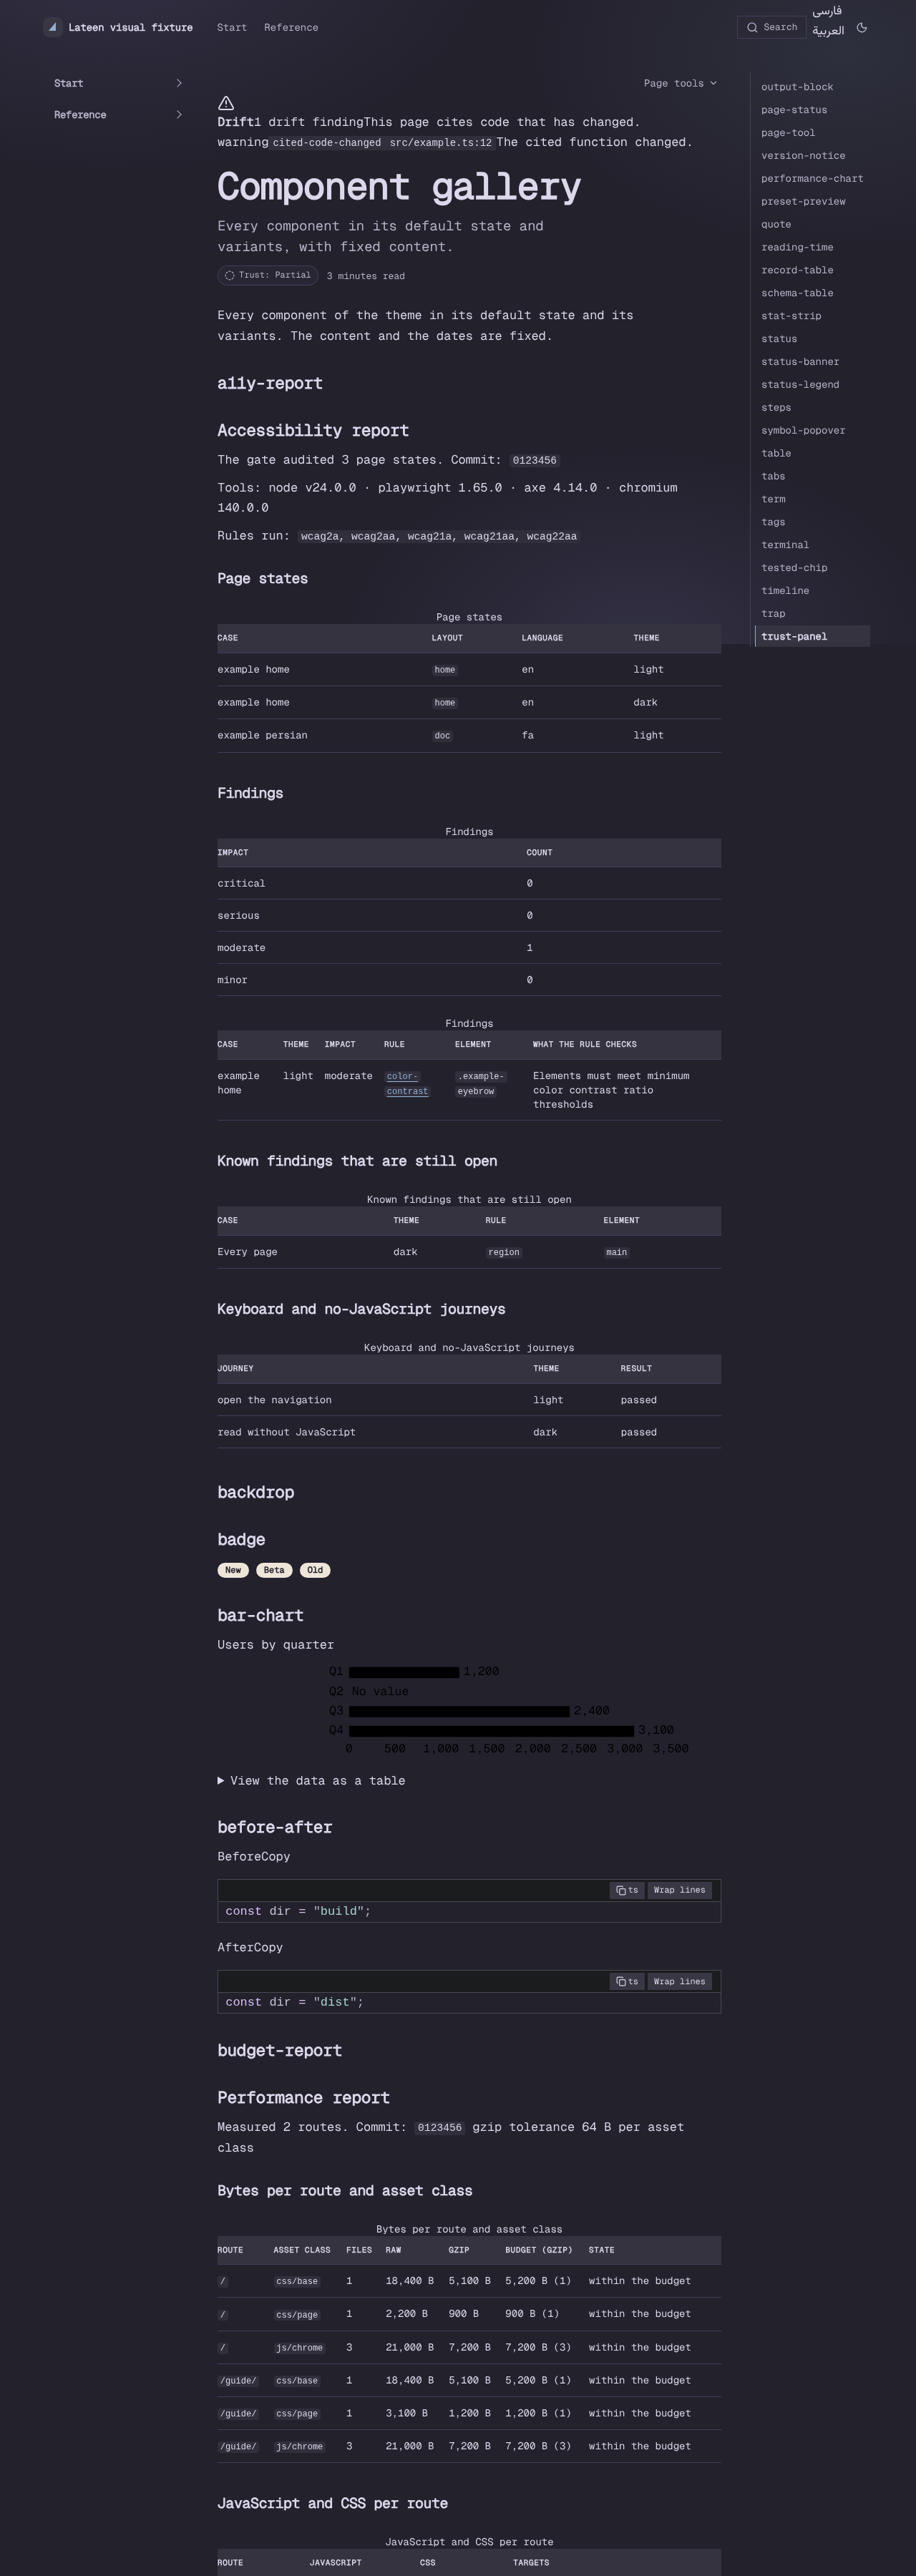 Lateen visual fixture Start Reference Search فارسی
العربية
Start
Reference
Page tools
Drift1 drift findingThis page cites code that has changed.
warningcited-code-changed src/example.ts:12The cited function changed.
Component gallery
Every component in its default state and
variants, with fixed content.
Trust: Partial 3 minutes read
Every component of the theme in its default state and its
variants. The content and the dates are fixed.
a11y-report
Accessibility report
The gate audited 3 page states. Commit: 0123456
Tools: node v24.0.0 · playwright 1.65.0 · axe 4.14.0 · chromium
140.0.0
Rules run: wcag2a, wcag2aa, wcag21a, wcag21aa, wcag22aa
Page states
Page states
CASE LAYOUT LANGUAGE THEME
example home home en light
example home home en dark
example persian doc fa light
Findings
Findings
IMPACT COUNT
critical 0
serious 0
moderate 1
minor 0
Findings
CASE THEME IMPACT RULE ELEMENT WHAT THE RULE CHECKS
example light moderate color- .example- Elements must meet minimum
home contrast eyebrow color contrast ratio
thresholds
Known findings that are still open
Known findings that are still open
CASE THEME RULE ELEMENT
Every page dark region main
Keyboard and no-JavaScript journeys
Keyboard and no-JavaScript journeys
JOURNEY THEME RESULT
open the navigation light passed
read without JavaScript dark passed
backdrop
badge
New Beta Old
bar-chart
Users by quarter
Q1 1,200
Q2 No value
Q3 2,400
Q4 3,100
0 500 1,000 1,500 2,000 2,500 3,000 3,500
View the data as a table
before-after
BeforeCopy
ts Wrap lines
const dir = "build";
AfterCopy
ts Wrap lines
const dir = "dist";
budget-report
Performance report
Measured 2 routes. Commit: 0123456 gzip tolerance 64 B per asset
class
Bytes per route and asset class
Bytes per route and asset class
ROUTE ASSET CLASS FILES RAW GZIP BUDGET (GZIP) STATE
/ css/base 1 18,400 B 5,100 B 5,200 B (1) within the budget
/ css/page 1 2,200 B 900 B 900 B (1) within the budget
/ js/chrome 3 21,000 B 7,200 B 7,200 B (3) within the budget
/guide/ css/base 1 18,400 B 5,100 B 5,200 B (1) within the budget
/guide/ css/page 1 3,100 B 1,200 B 1,200 B (1) within the budget
/guide/ js/chrome 3 21,000 B 7,200 B 7,200 B (3) within the budget
JavaScript and CSS per route
JavaScript and CSS per route
ROUTE JAVASCRIPT CSS TARGETS
output-block
page-status
page-tool
version-notice
performance-chart
preset-preview
quote
reading-time
record-table
schema-table
stat-strip
status
status-banner
status-legend
steps
symbol-popover
table
tabs
term
tags
terminal
tested-chip
timeline
trap
trust-panel